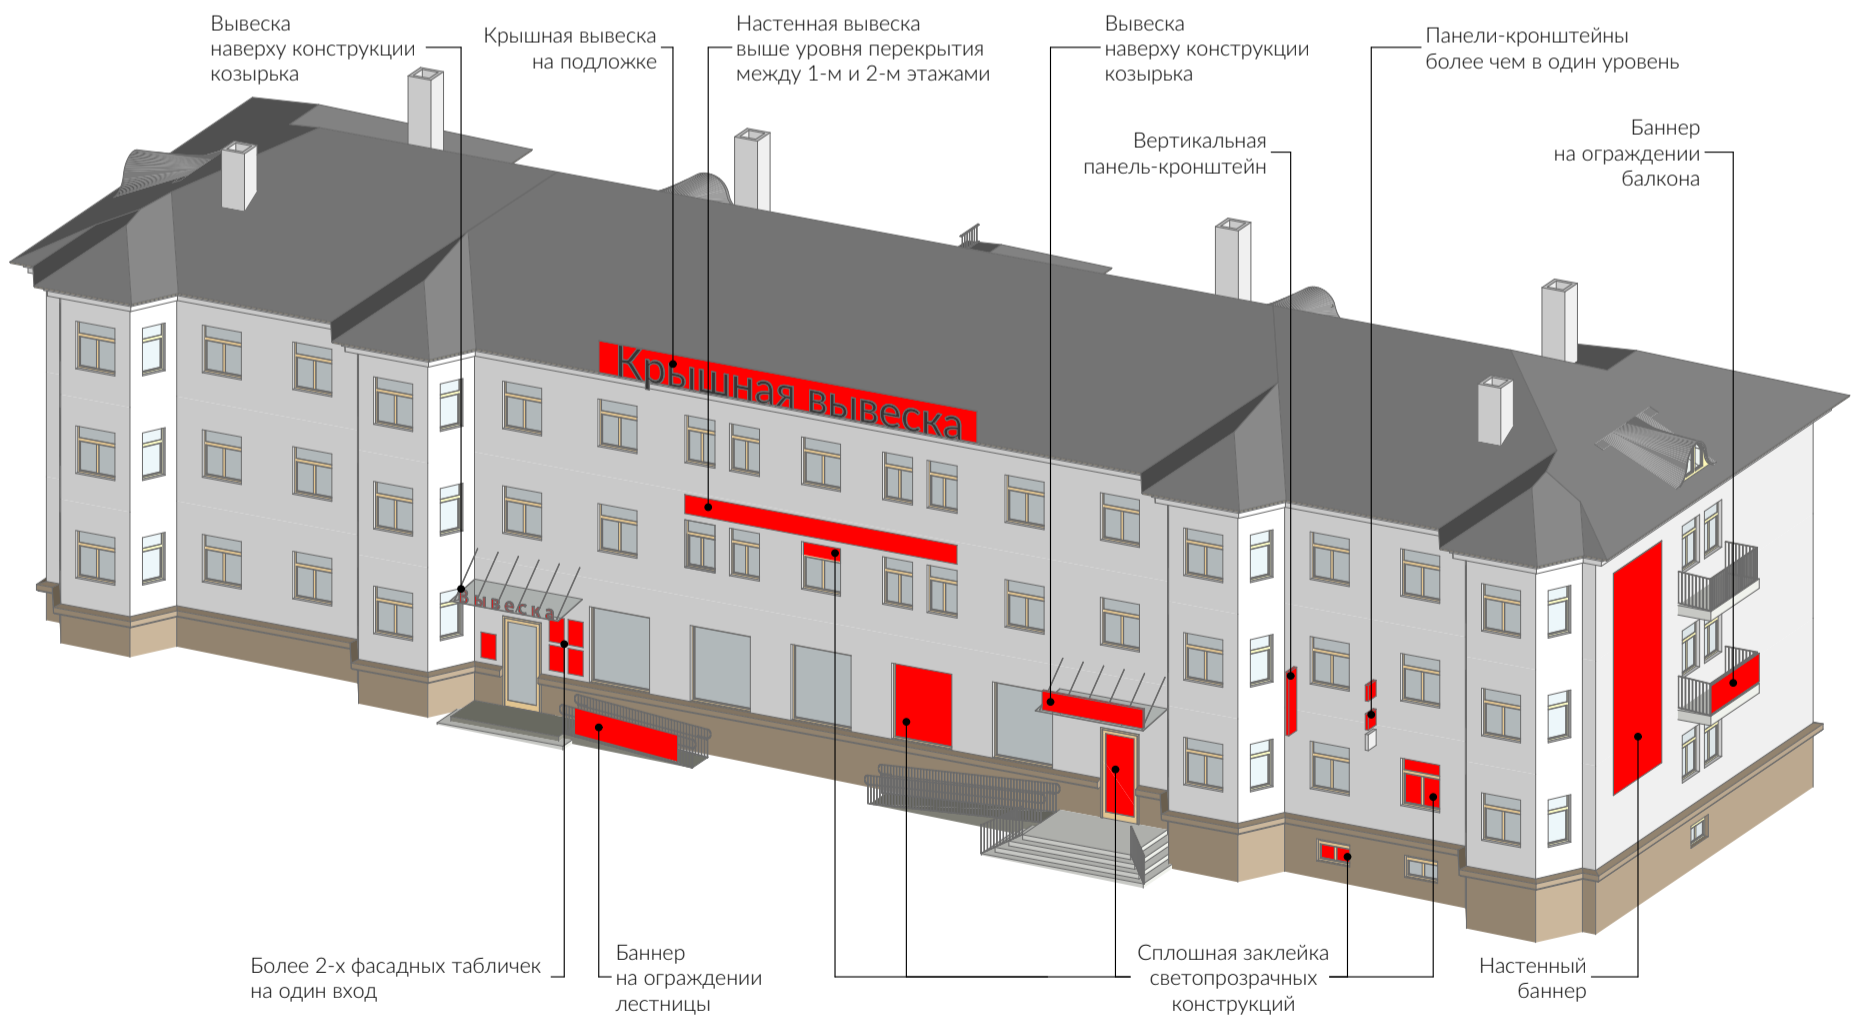 Вывеска
наверху конструкции
козырька
Крышная вывеска
на подложке
Настенная вывеска
выше уровня перекрытия
между 1-м и 2-м этажами
Вывеска
наверху конструкции
козырька
Панели-кронштейны
более чем в один уровень
Вертикальная
панель-кронштейн
Баннер
на ограждении
балкона
Крышная вывеска
Вывеска
Более 2-х фасадных табличек
на один вход
Баннер
на ограждении
лестницы
Сплошная заклейка
светопрозрачных
конструкций
Настенный
баннер